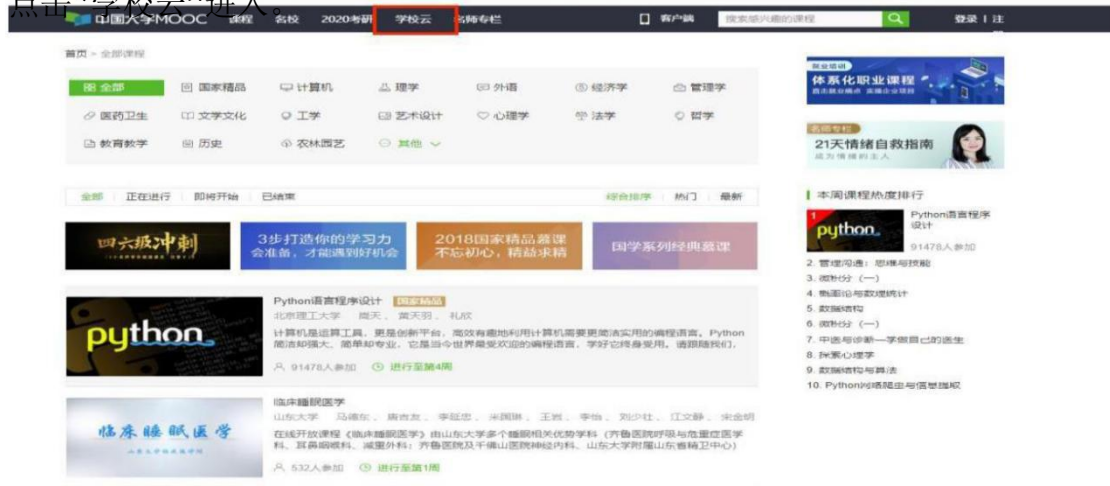 点击“学校云”进入。
中国大学MOOC 课程 名校 2020考研 学校云 名师专栏 客户端 搜索感兴趣的课程 登录 | 注
首页 > 全部课程
全部 国家精品 计算机 理学 外语 经济学 管理学
医药卫生 文学文化 工学 艺术设计 心理学 法学 哲学
教育教学 历史 农林园艺 其他
全部 正在进行 即将开始 已结束 综合排序 热门 最新
四六级冲刺
3步打造你的学习力
会准备，才能遇到好机会
2018国家精品慕课
不忘初心，精益求精
国学系列经典慕课
python
Python语言程序设计 国家精品
北京理工大学 嵩天、黄天羽、礼欣
计算机是运算工具，更是创新平台，高效有趣地利用计算机需要更简洁实用的编程语言。Python
简洁却强大、简单却专业，它是当今世界最受欢迎的编程语言，学好它终身受用。请跟随我们，
91478人参加 进行至第4周
临床睡眠医学
临床睡眠医学
山东大学 马德东、唐吉友、李延忠、米国琳、王岩、李怡、刘少壮、江文静、宋金明
在线开放课程《临床睡眠医学》由山东大学多个睡眠相关优势学科（齐鲁医院呼吸与危重症医学
科、耳鼻咽喉科、减重外科；齐鲁医院及千佛山医院神经内科、山东大学附属山东省精卫中心）
532人参加 进行至第1周
就业培训
体系化职业课程
直击就业痛点 实操企业项目
名师专栏
21天情绪自救指南
成为情绪的主人
本周课程热度排行
1
python
Python语言程序
设计
91478人参加
2. 管理沟通：思维与技能
3. 微积分（一）
4. 概率论与数理统计
5. 数据结构
6. 微积分（一）
7. 中医与诊断—学做自己的医生
8. 探索心理学
9. 数据结构与算法
10. Python网络爬虫与信息提取